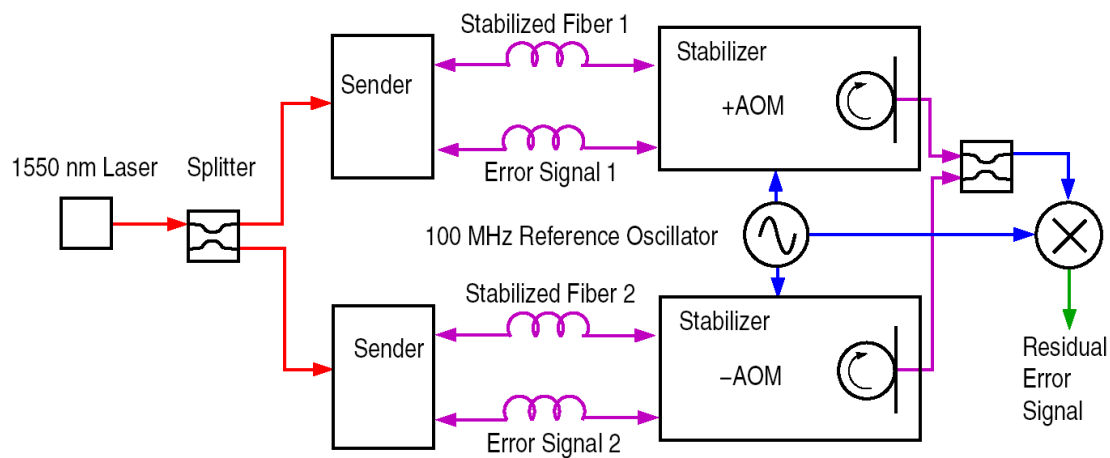 Stabilized Fiber 1
Stabilizer
Sender
+AOM
1550 nm Laser
Splitter
Error Signal 1
100 MHz Reference Oscillator
Stabilized Fiber 2
Stabilizer
Sender
−AOM
Residual
Error
Signal
Error Signal 2